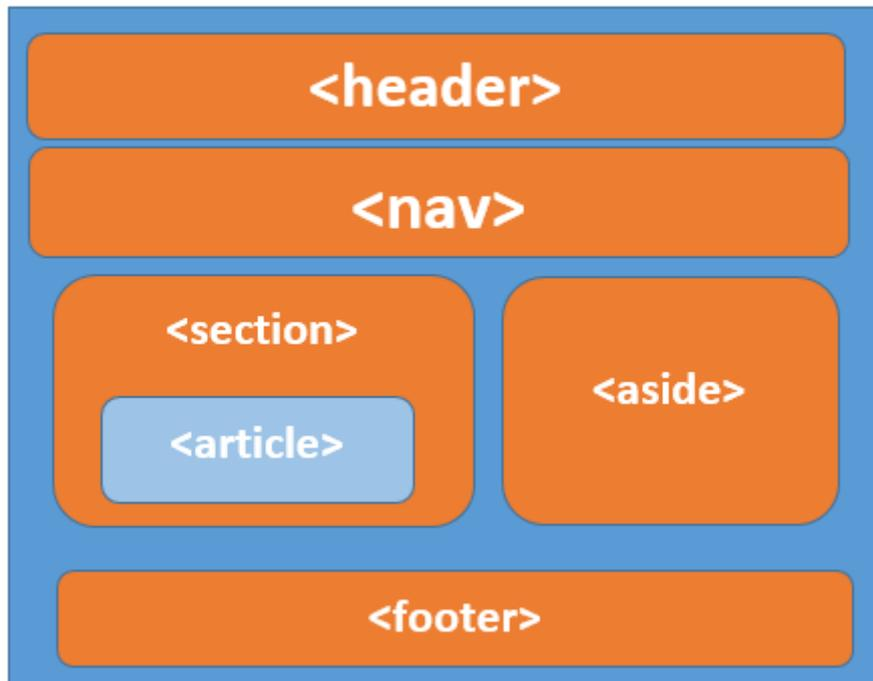 <header>
<nav>
<section>
<article>
<aside>
<footer>